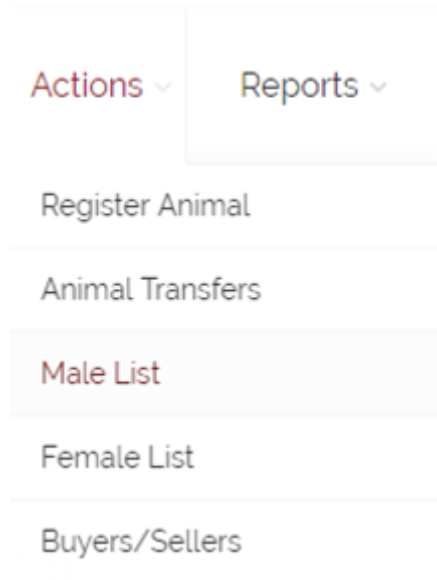 Actions Reports
Register Animal
Animal Transfers
Male List
Female List
Buyers/Sellers